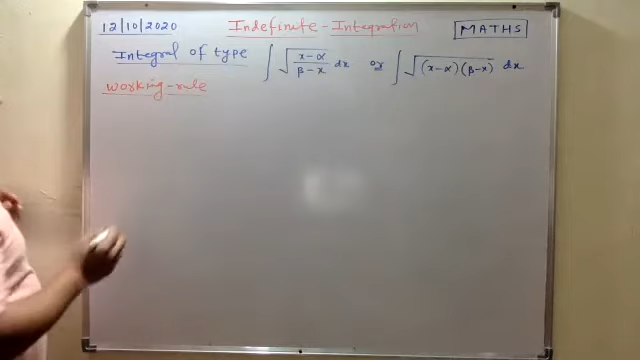 12/10/2020 Indefinite - Integration MATHS
Integral of type ∫ √((x-α)/(β-x)) dx or ∫ √((x-α)(β-x)) dx
working-rule